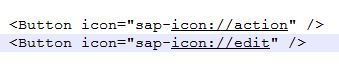 <Button icon="sap-icon://action" />
<Button icon="sap-icon://edit" />